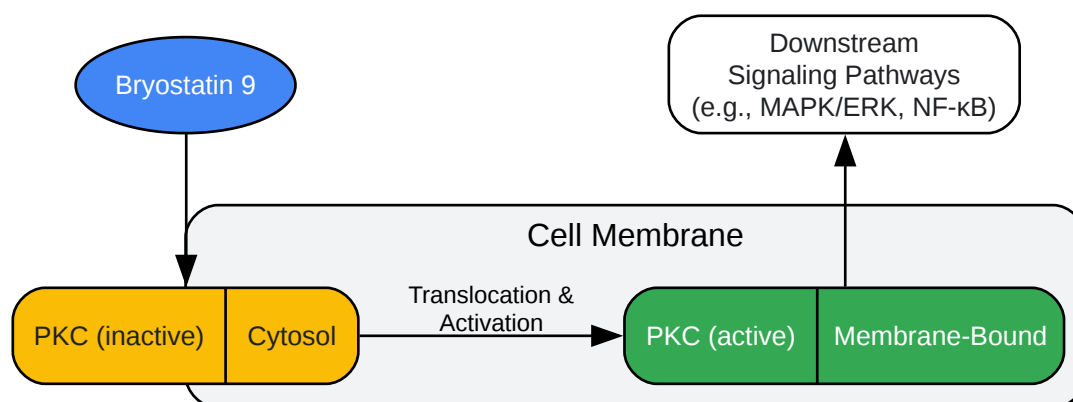 Bryostatin 9
Downstream
Signaling Pathways
(e.g., MAPK/ERK, NF-κB)
Cell Membrane
PKC (inactive)
Cytosol
Translocation &
Activation
PKC (active)
Membrane-Bound